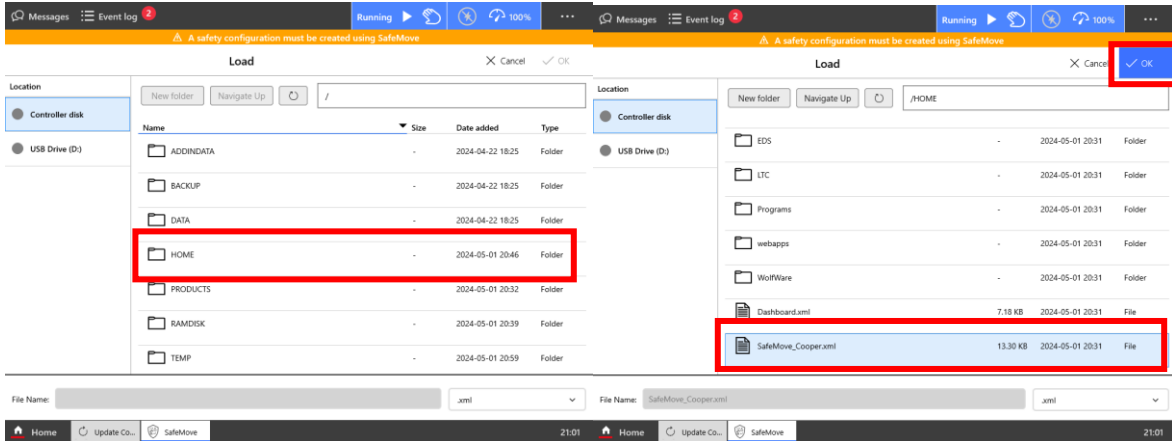 Messages Event log 2 Running 100% ...
A safety configuration must be created using SafeMove
Load Cancel OK
Location
New folder Navigate Up /
Controller disk
Name Size Date added Type
USB Drive (D:)
ADDINDATA - 2024-04-22 18:25 Folder
BACKUP - 2024-04-22 18:25 Folder
DATA - 2024-04-22 18:25 Folder
HOME - 2024-05-01 20:46 Folder
PRODUCTS - 2024-05-01 20:32 Folder
RAMDISK - 2024-05-01 20:39 Folder
TEMP - 2024-05-01 20:59 Folder
File Name: .xml
Home Update Co... SafeMove 21:01
Messages Event log 2 Running 100% ...
A safety configuration must be created using SafeMove
Load Cancel OK
Location
New folder Navigate Up /HOME
Controller disk
EDS - 2024-05-01 20:31 Folder
USB Drive (D:)
LTC - 2024-05-01 20:31 Folder
Programs - 2024-05-01 20:31 Folder
webapps - 2024-05-01 20:31 Folder
WolfWare - 2024-05-01 20:31 Folder
Dashboard.xml 7.18 KB 2024-05-01 20:31 File
SafeMove_Cooper.xml 13.30 KB 2024-05-01 20:31 File
File Name: SafeMove_Cooper.xml .xml
Home Update Co... SafeMove 21:01